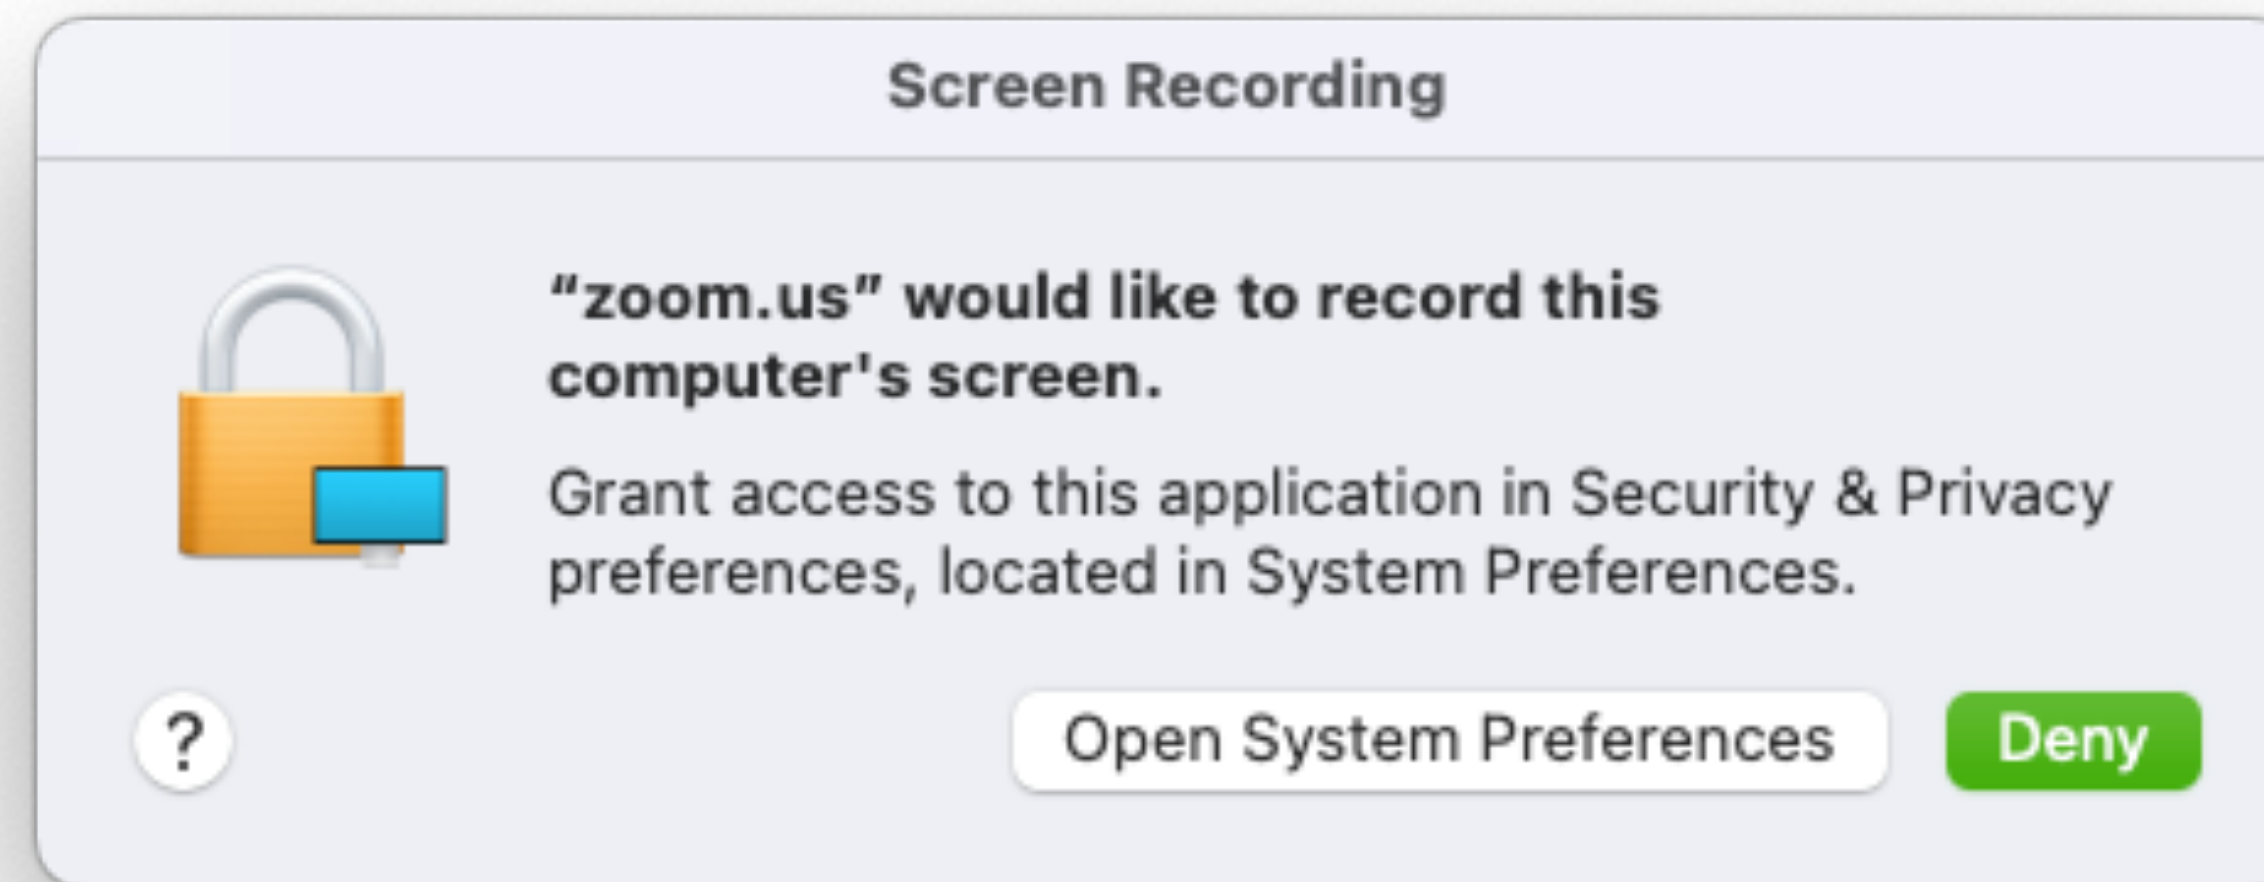 Screen Recording
“zoom.us” would like to record this
computer's screen.
Grant access to this application in Security & Privacy
preferences, located in System Preferences.
?
Open System Preferences
Deny